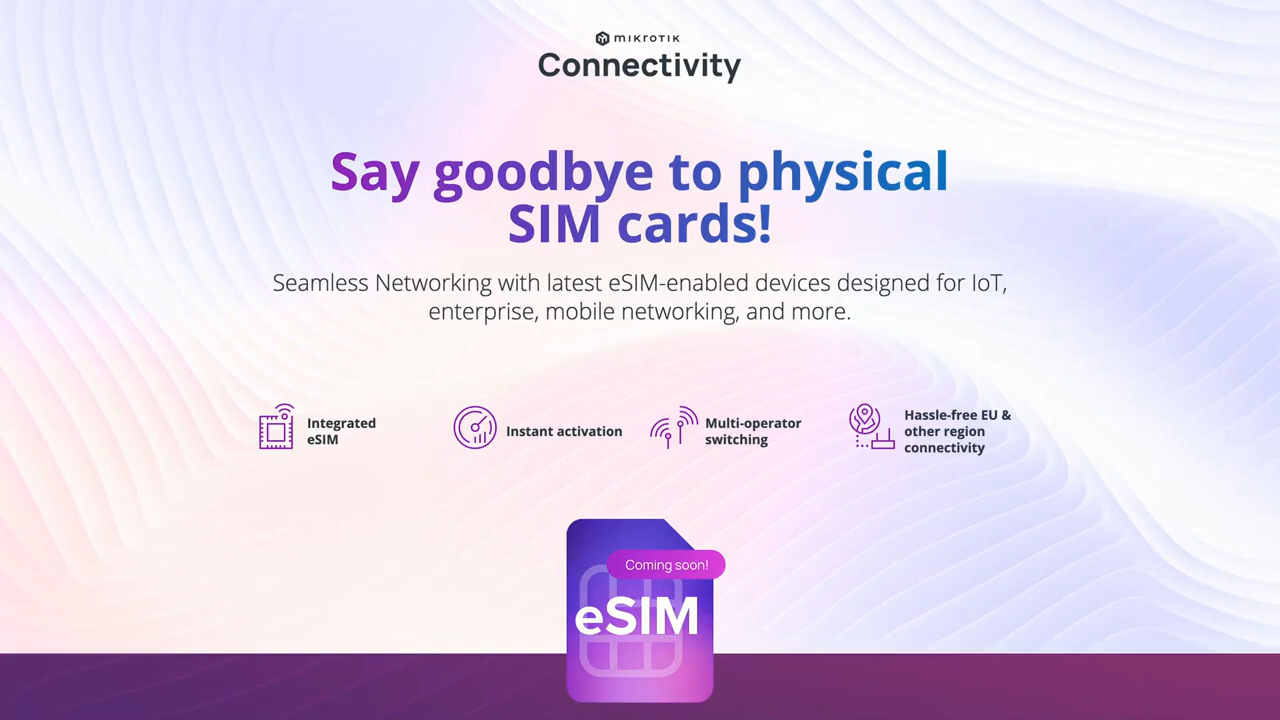 MIKROTIK
Connectivity
Say goodbye to physical
SIM cards!
Seamless Networking with latest eSIM-enabled devices designed for IoT,
enterprise, mobile networking, and more.
Integrated
eSIM
Instant activation
Multi-operator
switching
Hassle-free EU &
other region
connectivity
Coming soon!
eSIM